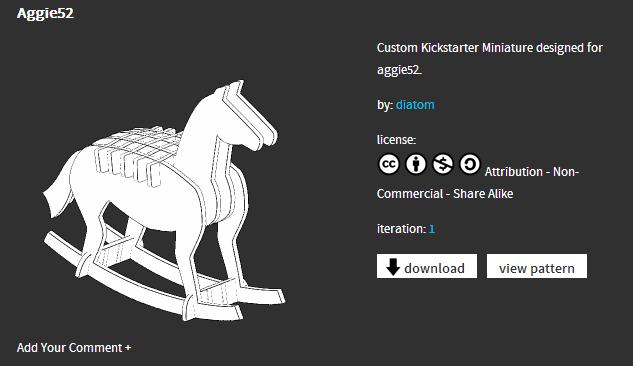 Aggie52
Custom Kickstarter Miniature designed for
aggie52.
by: diatom
license:
cc $ Attribution - Non-
Commercial - Share Alike
iteration: 1
download view pattern
Add Your Comment +